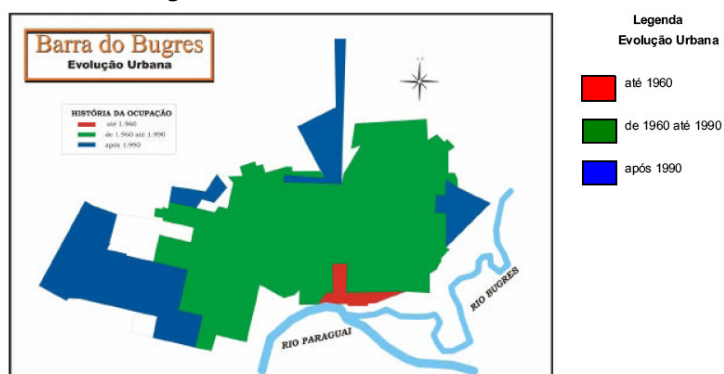 Barra do Bugres
Evolução Urbana
HISTÓRIA DA OCUPAÇÃO
até 1.960
de 1.960 até 1.990
após 1.990
RIO BUGRES
RIO PARAGUAI
Legenda
Evolução Urbana
até 1960
de 1960 até 1990
após 1990